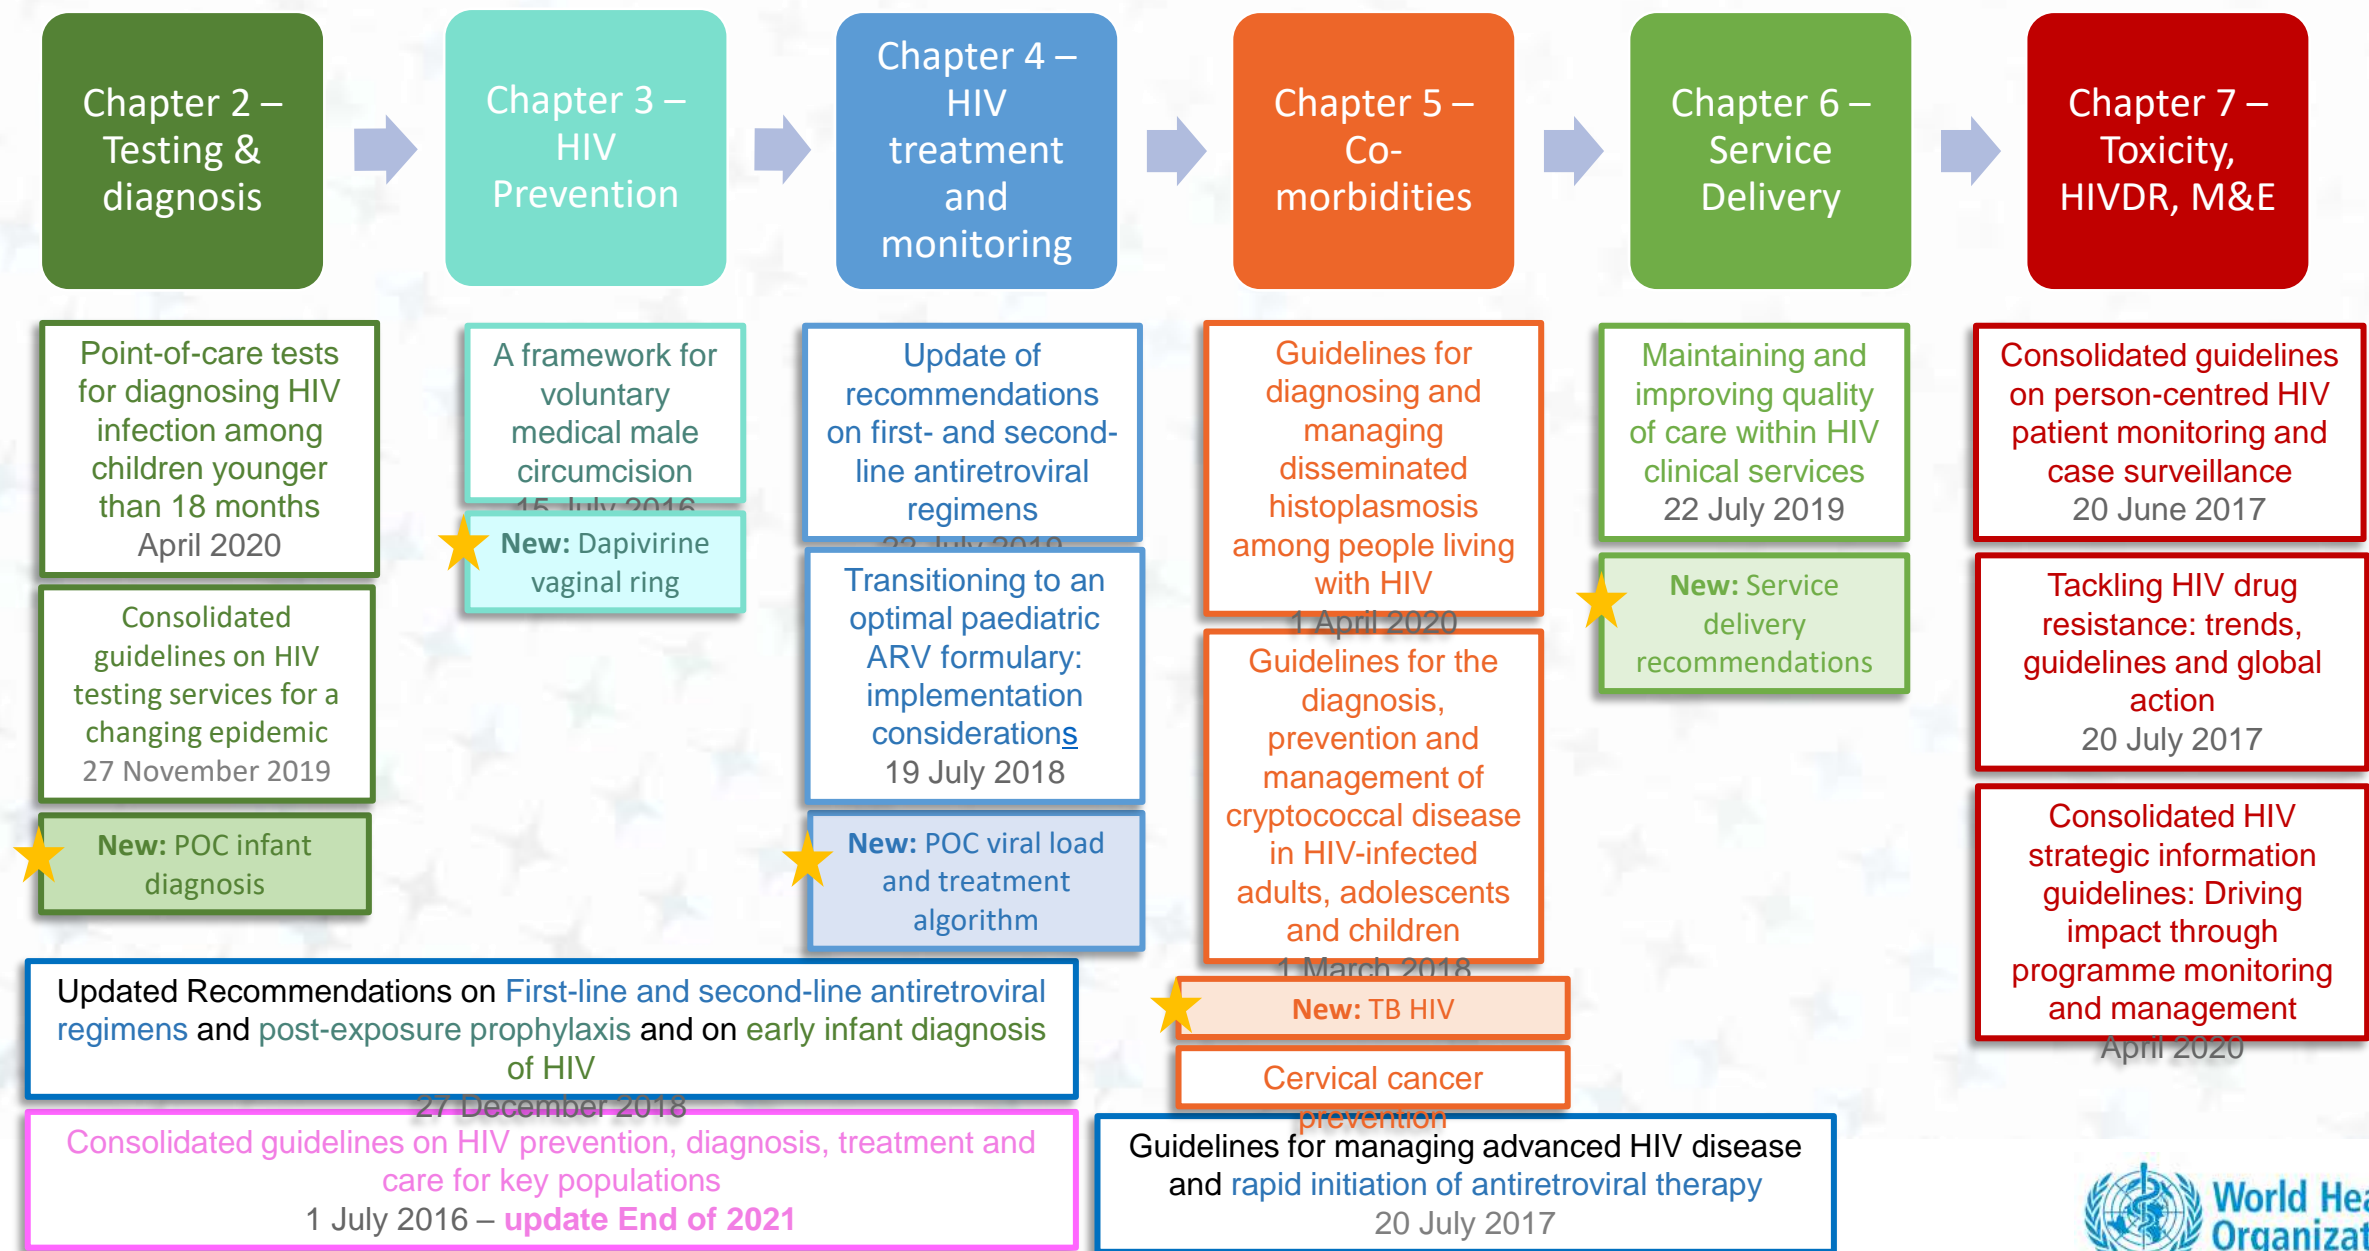 Chapter 2 –
Testing &
diagnosis
Chapter 3 –
HIV
Prevention
Chapter 4 –
HIV
treatment
and
monitoring
Chapter 5 –
Co-
morbidities
Chapter 6 –
Service
Delivery
Chapter 7 –
Toxicity,
HIVDR, M&E
Point-of-care tests
for diagnosing HIV
infection among
children younger
than 18 months
April 2020
Consolidated
guidelines on HIV
testing services for a
changing epidemic
27 November 2019
New: POC infant
diagnosis
A framework for
voluntary
medical male
circumcision
15 July 2016
New: Dapivirine
vaginal ring
Update of
recommendations
on first- and second-
line antiretroviral
regimens
22 July 2019
Transitioning to an
optimal paediatric
ARV formulary:
implementation
considerations
19 July 2018
New: POC viral load
and treatment
algorithm
Guidelines for
diagnosing and
managing
disseminated
histoplasmosis
among people living
with HIV
1 April 2020
Guidelines for the
diagnosis,
prevention and
management of
cryptococcal disease
in HIV-infected
adults, adolescents
and children
1 March 2018
New: TB HIV
Cervical cancer
prevention
Maintaining and
improving quality
of care within HIV
clinical services
22 July 2019
New: Service
delivery
recommendations
Consolidated guidelines
on person-centred HIV
patient monitoring and
case surveillance
20 June 2017
Tackling HIV drug
resistance: trends,
guidelines and global
action
20 July 2017
Consolidated HIV
strategic information
guidelines: Driving
impact through
programme monitoring
and management
April 2020
Updated Recommendations on First-line and second-line antiretroviral
regimens and post-exposure prophylaxis and on early infant diagnosis
of HIV
27 December 2018
Consolidated guidelines on HIV prevention, diagnosis, treatment and
care for key populations
1 July 2016 – update End of 2021
Guidelines for managing advanced HIV disease
and rapid initiation of antiretroviral therapy
20 July 2017
World Hea
Organizat